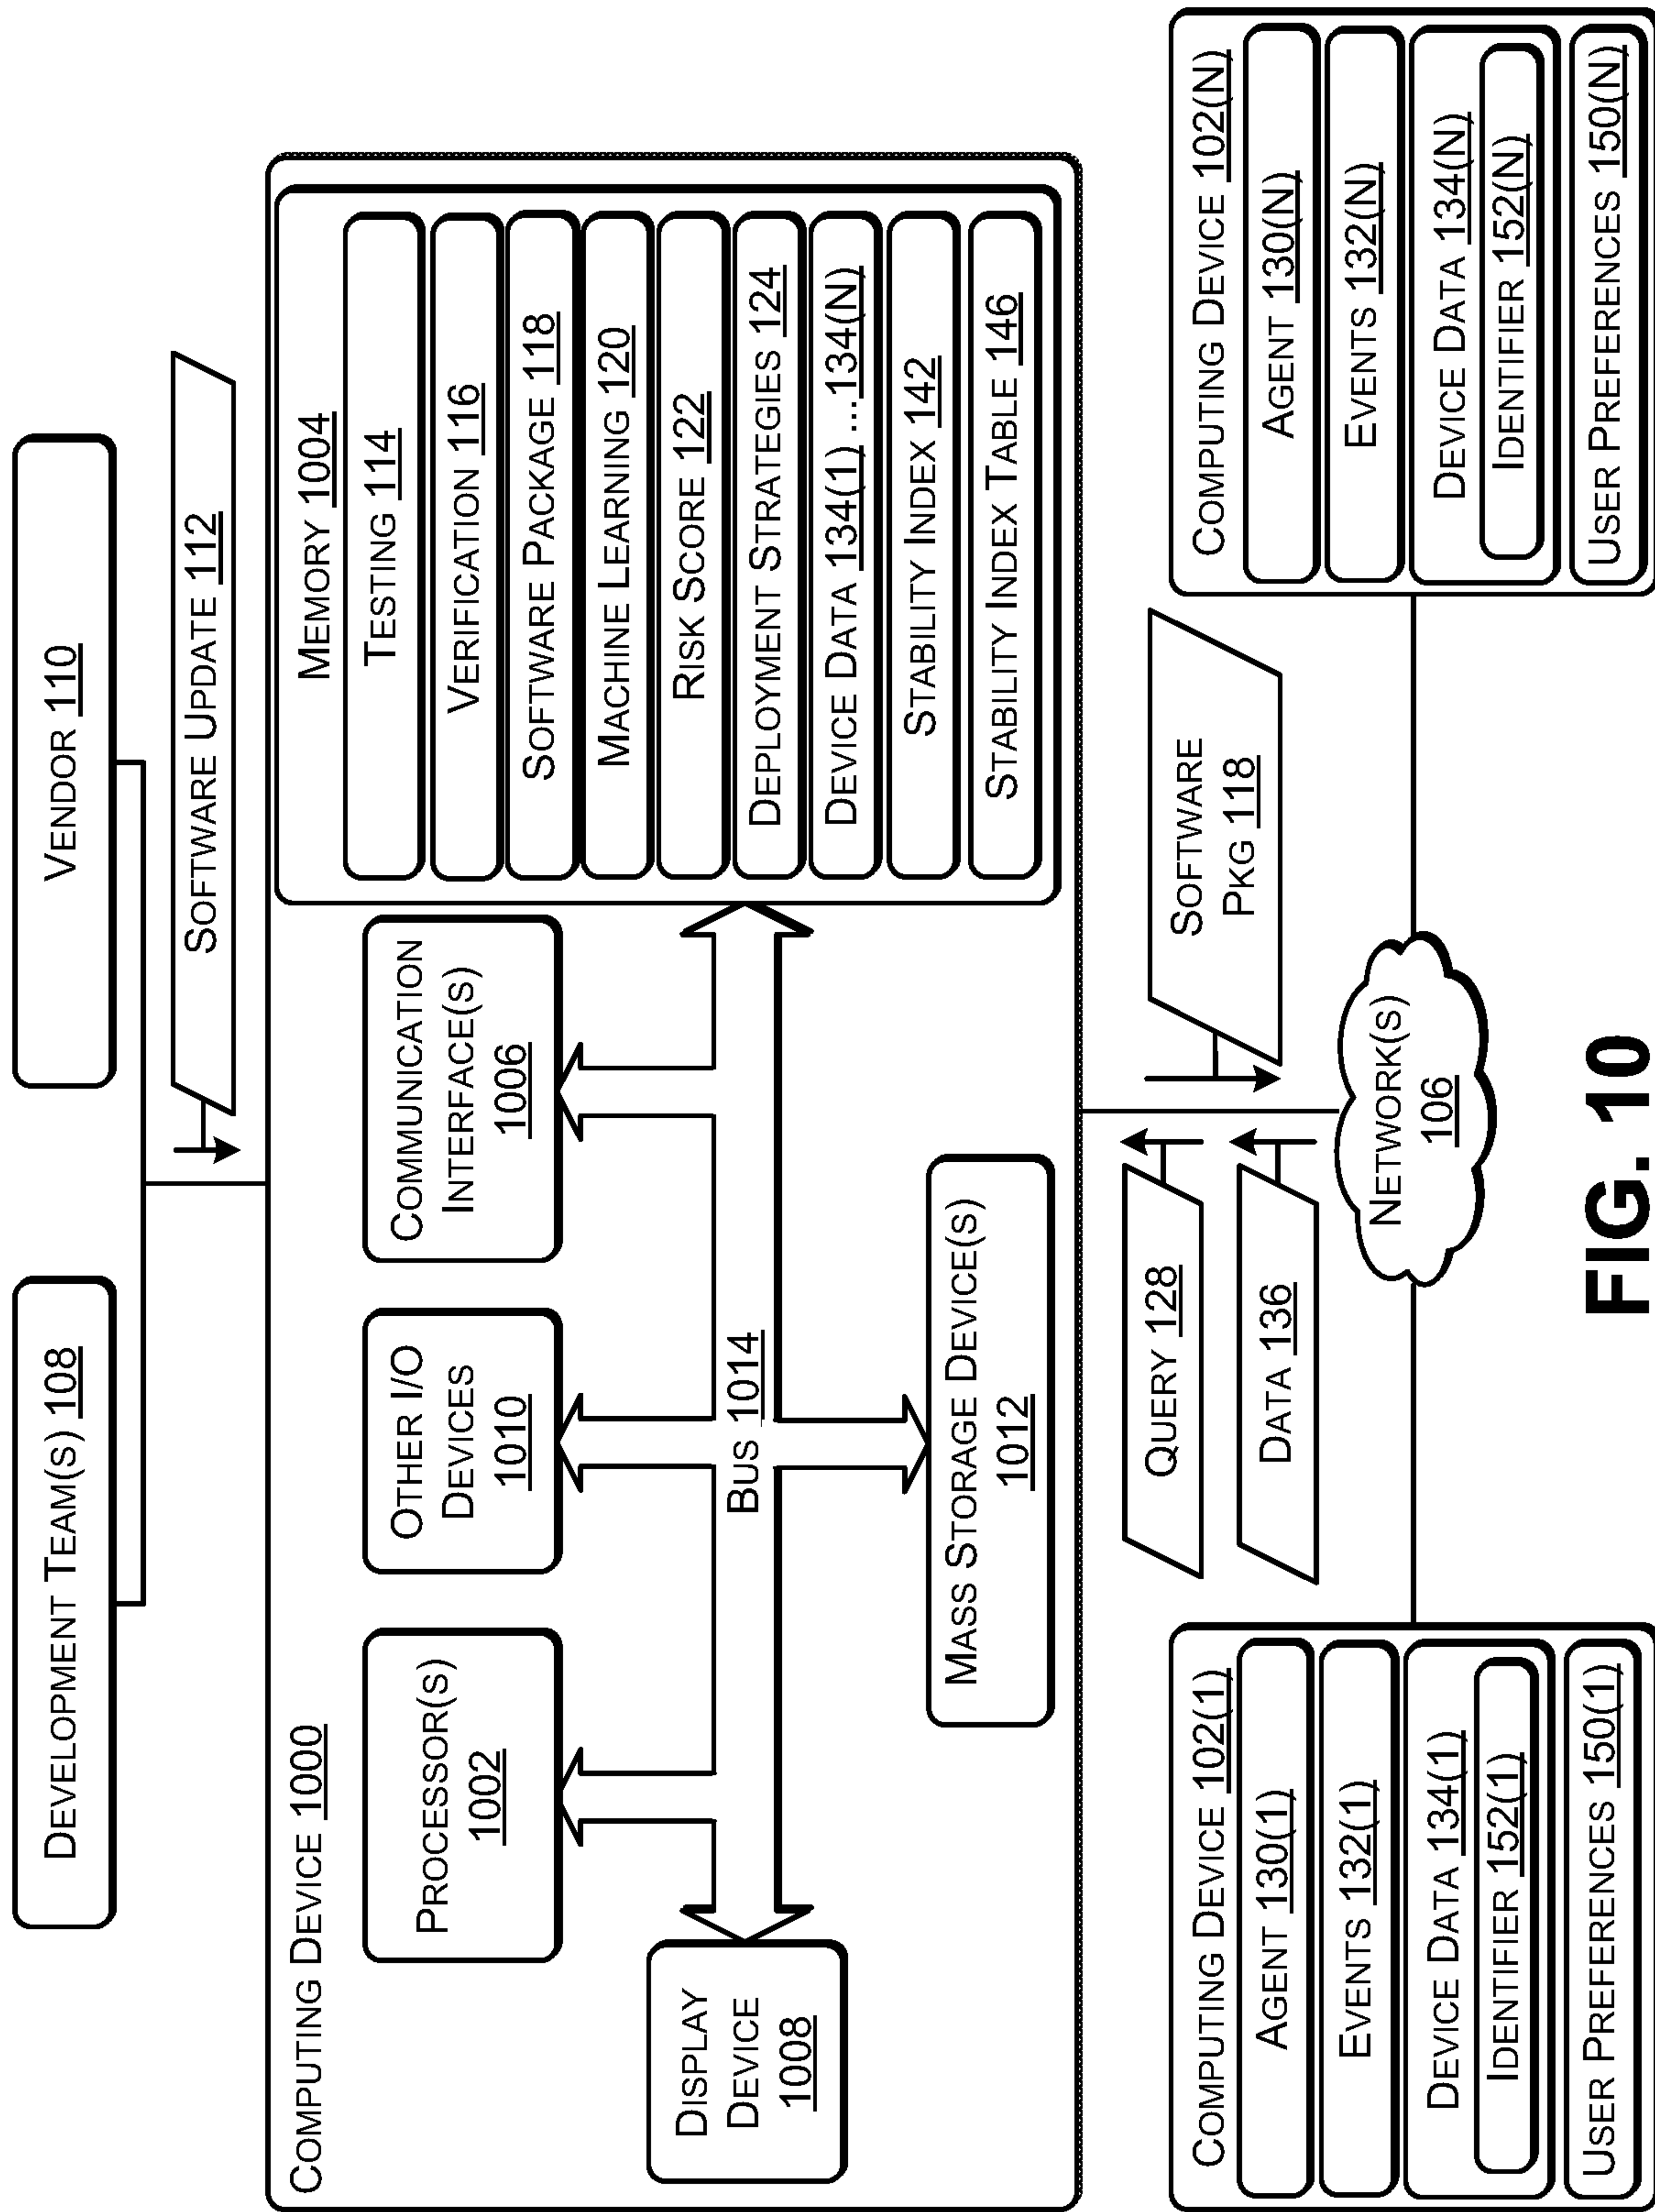 DEVELOPMENT TEAM(S) 108
VENDOR 110
SOFTWARE UPDATE 112
COMPUTING DEVICE 1000
PROCESSOR(S)
1002
OTHER I/O
DEVICES
1010
COMMUNICATION
INTERFACE(S)
1006
DISPLAY
DEVICE
1008
BUS 1014
MASS STORAGE DEVICE(S)
1012
MEMORY 1004
TESTING 114
VERIFICATION 116
SOFTWARE PACKAGE 118
MACHINE LEARNING 120
RISK SCORE 122
DEPLOYMENT STRATEGIES 124
DEVICE DATA 134(1) ...134(N)
STABILITY INDEX 142
STABILITY INDEX TABLE 146
QUERY 128
DATA 136
SOFTWARE
PKG 118
NETWORK(S)
106
COMPUTING DEVICE 102(1)
AGENT 130(1)
EVENTS 132(1)
DEVICE DATA 134(1)
IDENTIFIER 152(1)
USER PREFERENCES 150(1)
COMPUTING DEVICE 102(N)
AGENT 130(N)
EVENTS 132(N)
DEVICE DATA 134(N)
IDENTIFIER 152(N)
USER PREFERENCES 150(N)
FIG. 10